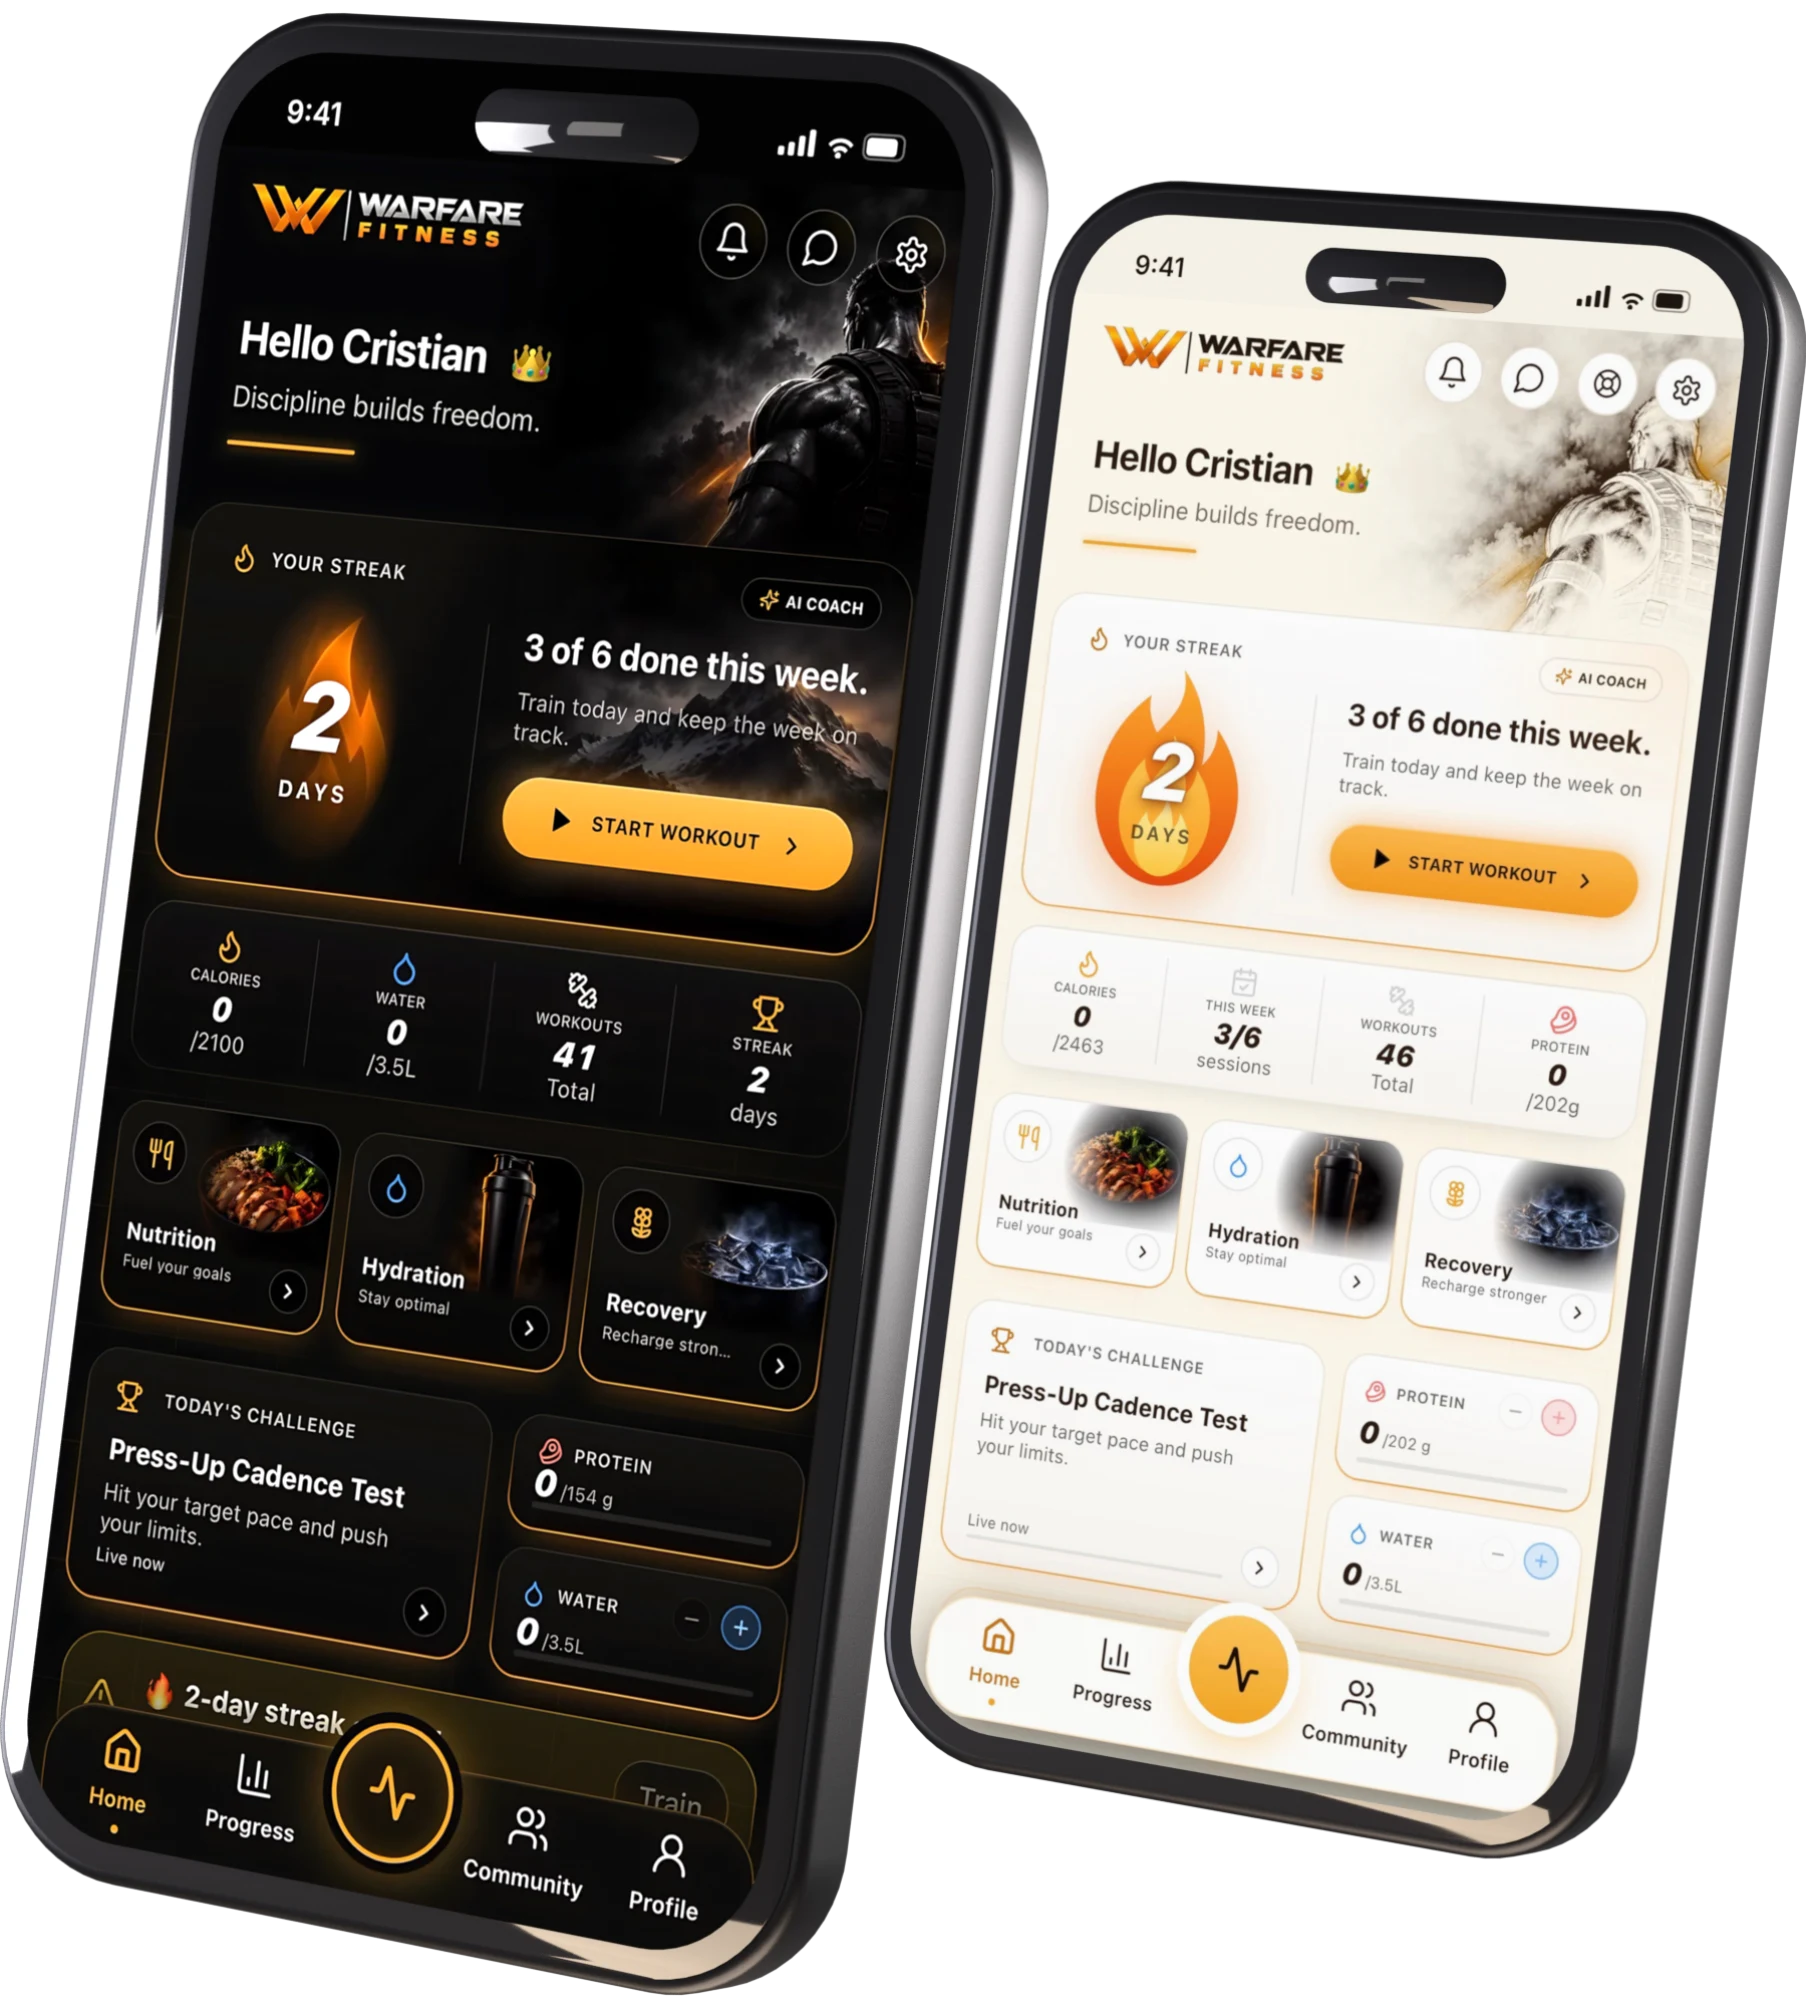 9:41
WARFARE
FITNESS
Hello Cristian 👑
Discipline builds freedom.
YOUR STREAK
AI COACH
2
DAYS
3 of 6 done this week.
Train today and keep the week on
track.
START WORKOUT
CALORIES
0
/2100
WATER
0
/3.5L
WORKOUTS
41
Total
STREAK
2
days
Nutrition
Fuel your goals
Hydration
Stay optimal
Recovery
Recharge stron...
TODAY'S CHALLENGE
Press-Up Cadence Test
Hit your target pace and push
your limits.
Live now
PROTEIN
0 /154 g
WATER
0 /3.5L
− +
🔥 2-day streak
Train
Home
Progress
Community
Profile
9:41
WARFARE
FITNESS
Hello Cristian 👑
Discipline builds freedom.
YOUR STREAK
AI COACH
2
DAYS
3 of 6 done this week.
Train today and keep the week on
track.
START WORKOUT
CALORIES
0
/2463
THIS WEEK
3/6
sessions
WORKOUTS
46
Total
PROTEIN
0
/202g
Nutrition
Fuel your goals
Hydration
Stay optimal
Recovery
Recharge stronger
TODAY'S CHALLENGE
Press-Up Cadence Test
Hit your target pace and push
your limits.
Live now
PROTEIN
− +
0 /202 g
WATER
− +
0 /3.5L
Home
Progress
Community
Profile